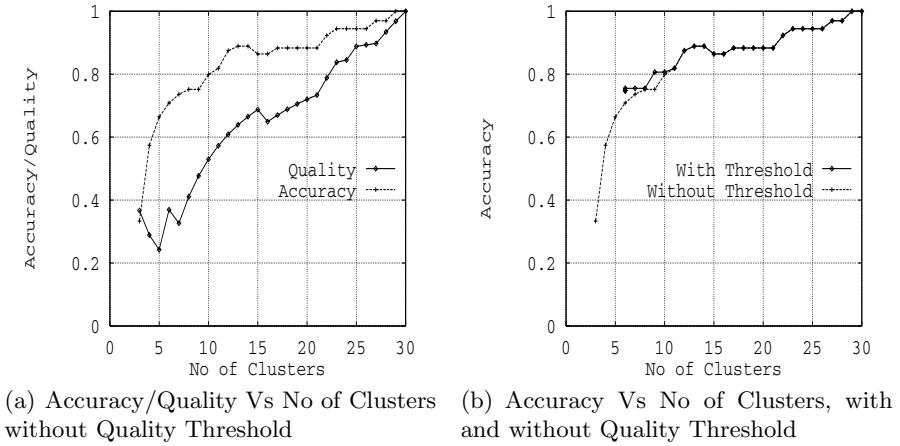 1
0.8
0.6
0.4
0.2
0
Accuracy/Quality
Quality
Accuracy
0 5 10 15 20 25 30
No of Clusters
(a) Accuracy/Quality Vs No of Clusters
without Quality Threshold
1
0.8
0.6
0.4
0.2
0
Accuracy
With Threshold
Without Threshold
0 5 10 15 20 25 30
No of Clusters
(b) Accuracy Vs No of Clusters, with
and without Quality Threshold